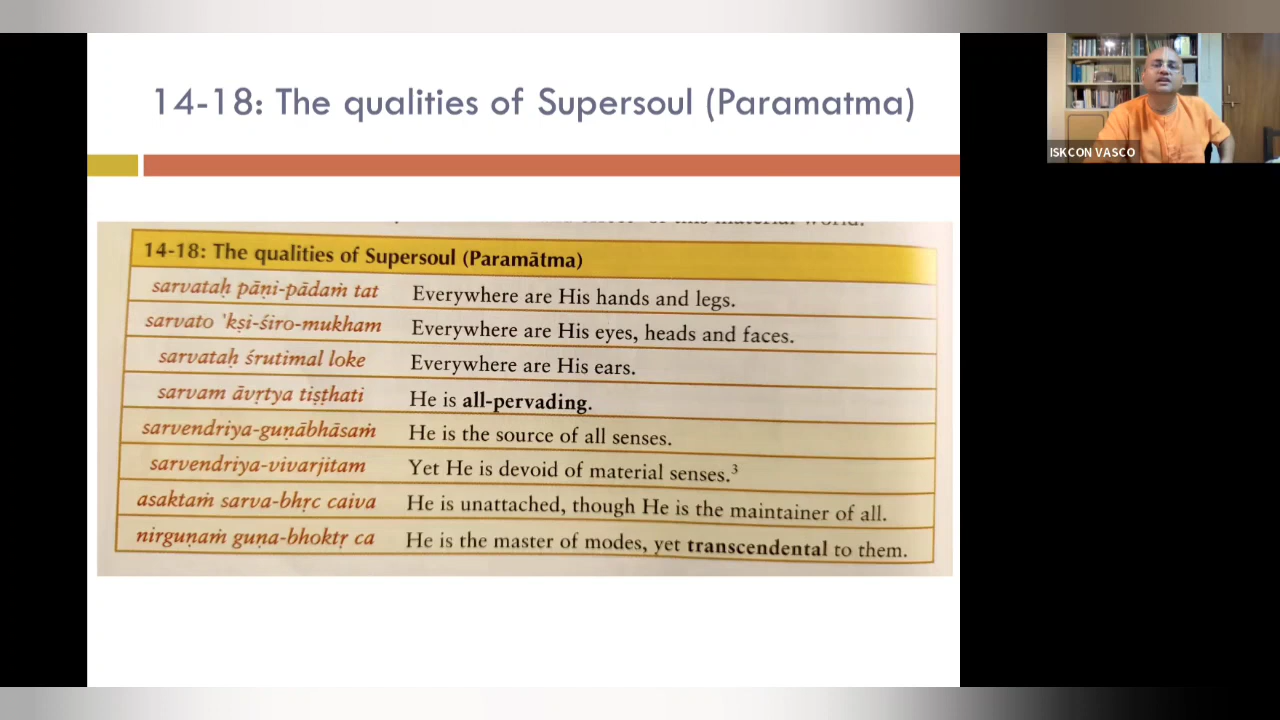 14-18: The qualities of Supersoul (Paramatma)
ISKCON VASCO
of this material world.
14-18: The qualities of Supersoul (Paramātma)
sarvataḥ pāṇi-pādaṁ tat Everywhere are His hands and legs.
sarvato 'kṣi-śiro-mukham Everywhere are His eyes, heads and faces.
sarvataḥ śrutimal loke Everywhere are His ears.
sarvam āvṛtya tiṣṭhati He is all-pervading.
sarvendriya-guṇābhāsaṁ He is the source of all senses.
sarvendriya-vivarjitam Yet He is devoid of material senses.³
asaktaṁ sarva-bhṛc caiva He is unattached, though He is the maintainer of all.
nirguṇaṁ guṇa-bhoktṛ ca He is the master of modes, yet transcendental to them.